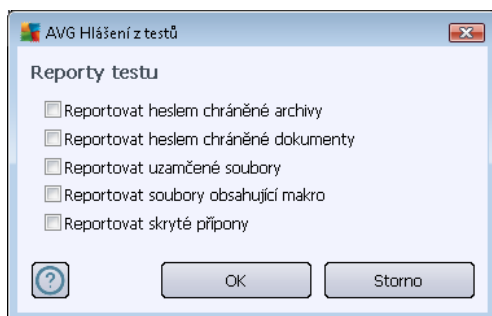 AVG Hlášení z testů
Reporty testu
Reportovat heslem chráněné archivy
Reportovat heslem chráněné dokumenty
Reportovat uzamčené soubory
Reportovat soubory obsahující makro
Reportovat skryté přípony
?
OK Storno